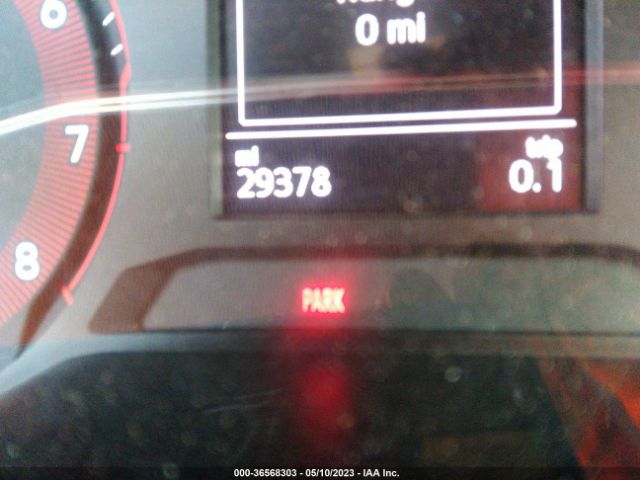 6
0 mi
7
mi
trip
29378
0.1
8
PARK
000-36568303 - 05/10/2023 - IAA Inc.